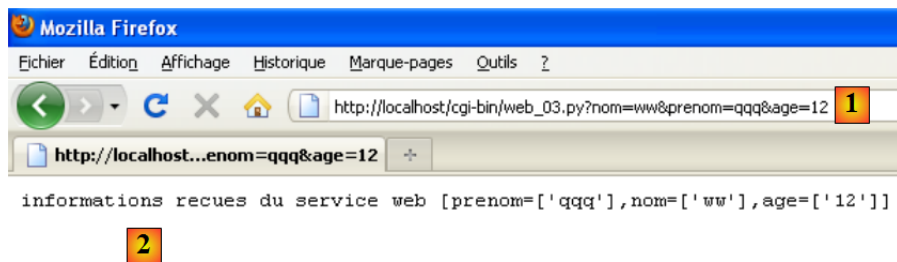 Mozilla Firefox
Fichier Édition Affichage Historique Marque-pages Outils ?
http://localhost/cgi-bin/web_03.py?nom=ww&prenom=qqq&age=12 1
http://localhost...enom=qqq&age=12
informations recues du service web [prenom=['qqq'],nom=['ww'],age=['12']]
2